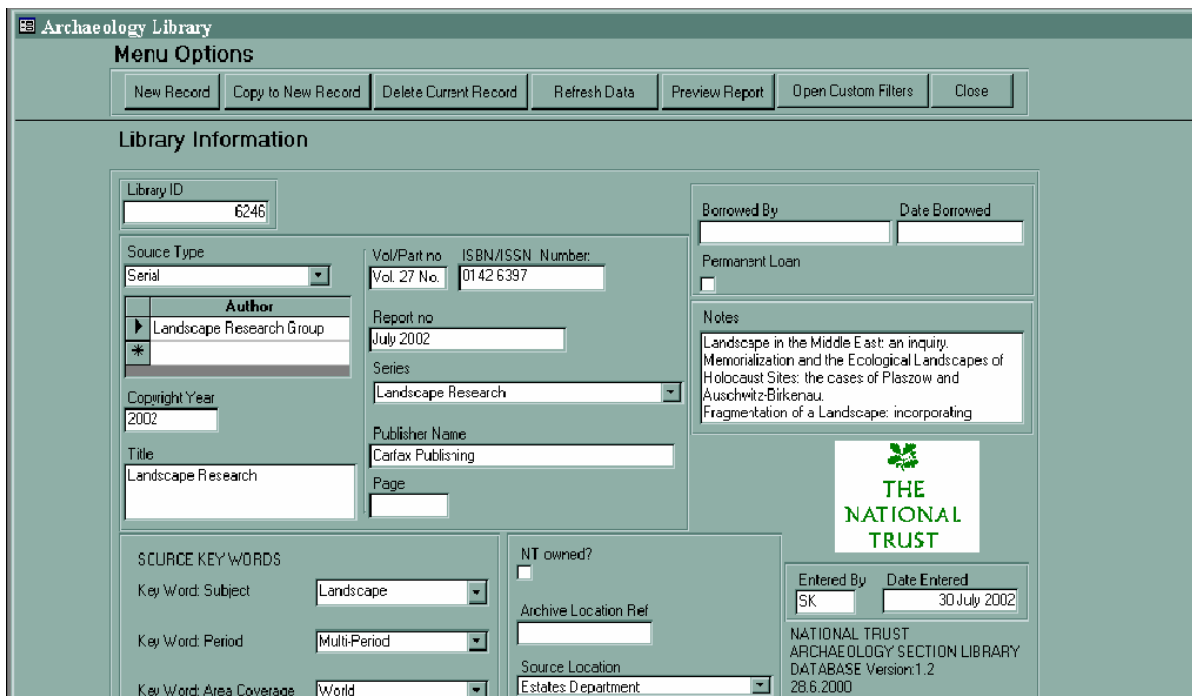 Archaeology Library
Menu Options
New Record
Copy to New Record
Delete Current Record
Refresh Data
Preview Report
Open Custom Filters
Close
Library Information
Library ID
6246
Source Type
Serial
Author
Landscape Research Group
Copyright Year
2002
Title
Landscape Research
Vol/Part no ISBN/ISSN Number:
Vol. 27 No. 0142 6397
Report no
July 2002
Series
Landscape Research
Publisher Name
Carfax Publishing
Page
Borrowed By Date Borrowed
Permanent Loan
Notes
Landscape in the Middle East: an inquiry.
Memorialization and the Ecological Landscapes of
Holocaust Sites: the cases of Plaszow and
Auschwitz-Birkenau.
Fragmentation of a Landscape: incorporating
THE
NATIONAL
TRUST
SOURCE KEY WORDS
Key Word: Subject Landscape
Key Word: Period Multi-Period
Key Word: Area Coverage World
NT owned?
Archive Location Ref
Source Location
Estates Department
Entered By Date Entered
SK 30 July 2002
NATIONAL TRUST
ARCHAEOLOGY SECTION LIBRARY
DATABASE Version:1.2
28.6.2000